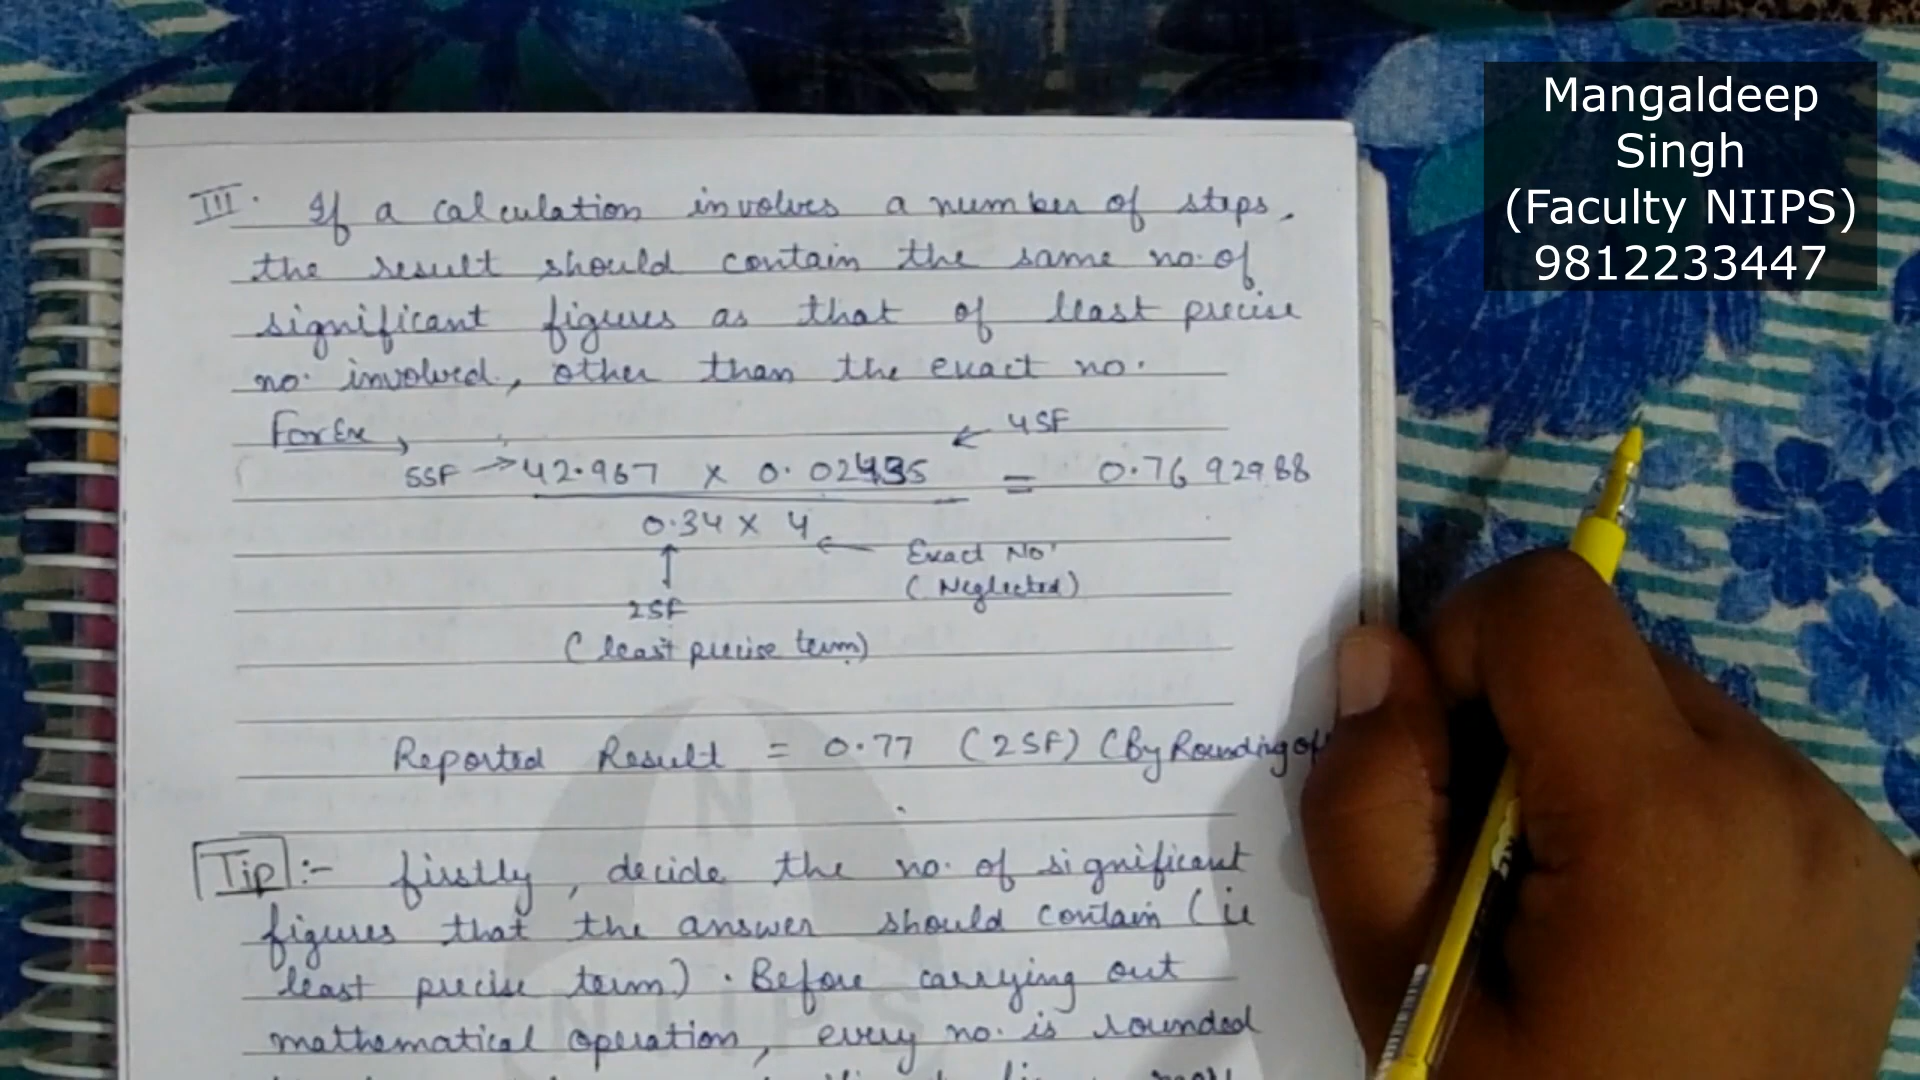 Mangaldeep
Singh
(Faculty NIIPS)
9812233447
III. If a calculation involves a number of steps,
the result should contain the same no. of
significant figures as that of least precise
no. involved, other than the exact no.
For Ex
← 4SF
5SF → 42.967 × 0.02435 = 0.7692988
0.34 × 4
← Exact No.
↑
(Neglected)
2SF
(least precise term)
Reported Result = 0.77 (2SF) (By Rounding of
Tip :- firstly, decide the no. of significant
figures that the answer should contain (ie
least precise term). Before carrying out
mathematical operation, every no. is rounded
NIIPS